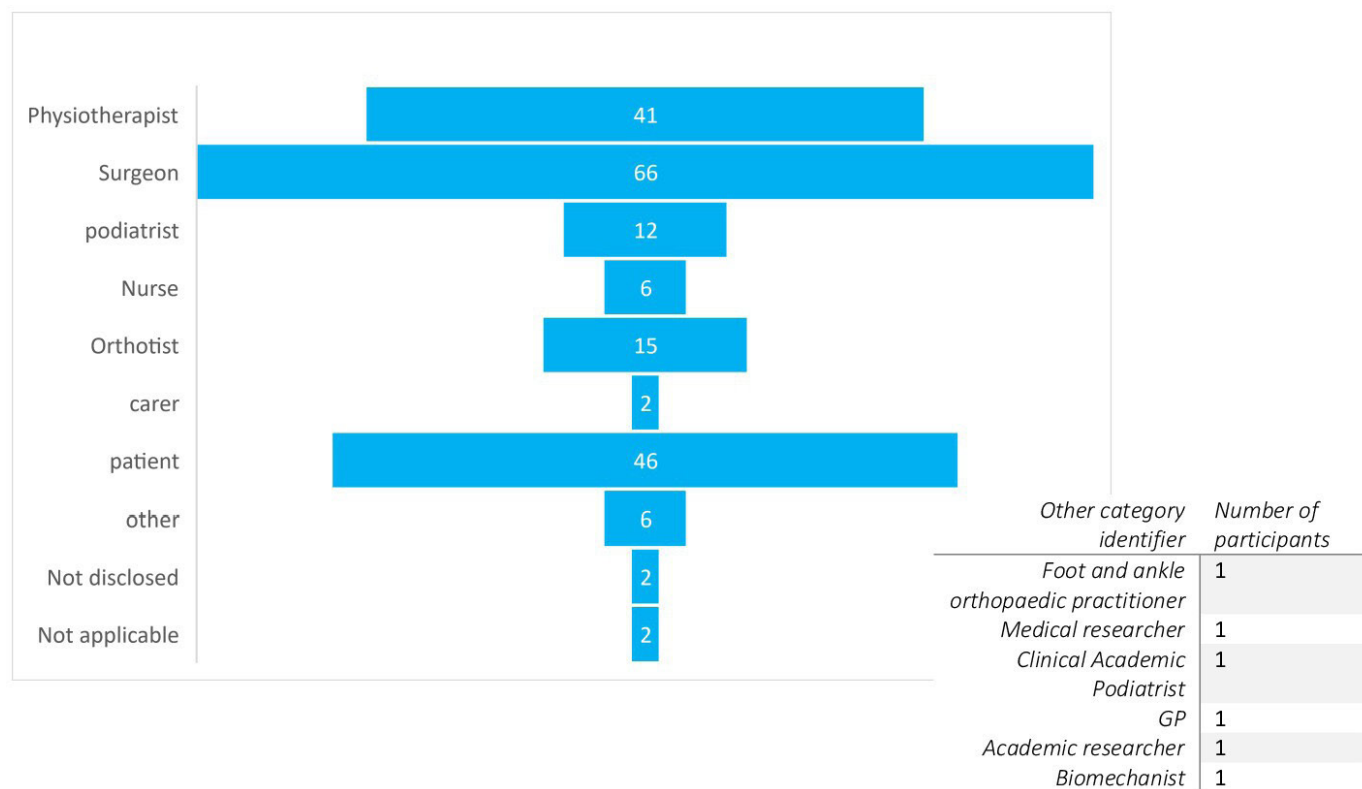 Physiotherapist 41
Surgeon 66
podiatrist 12
Nurse 6
Orthotist 15
carer 2
patient 46
other 6
Not disclosed 2
Not applicable 2
Other category Number of
identifier participants
Foot and ankle 1
orthopaedic practitioner
Medical researcher 1
Clinical Academic 1
Podiatrist
GP 1
Academic researcher 1
Biomechanist 1